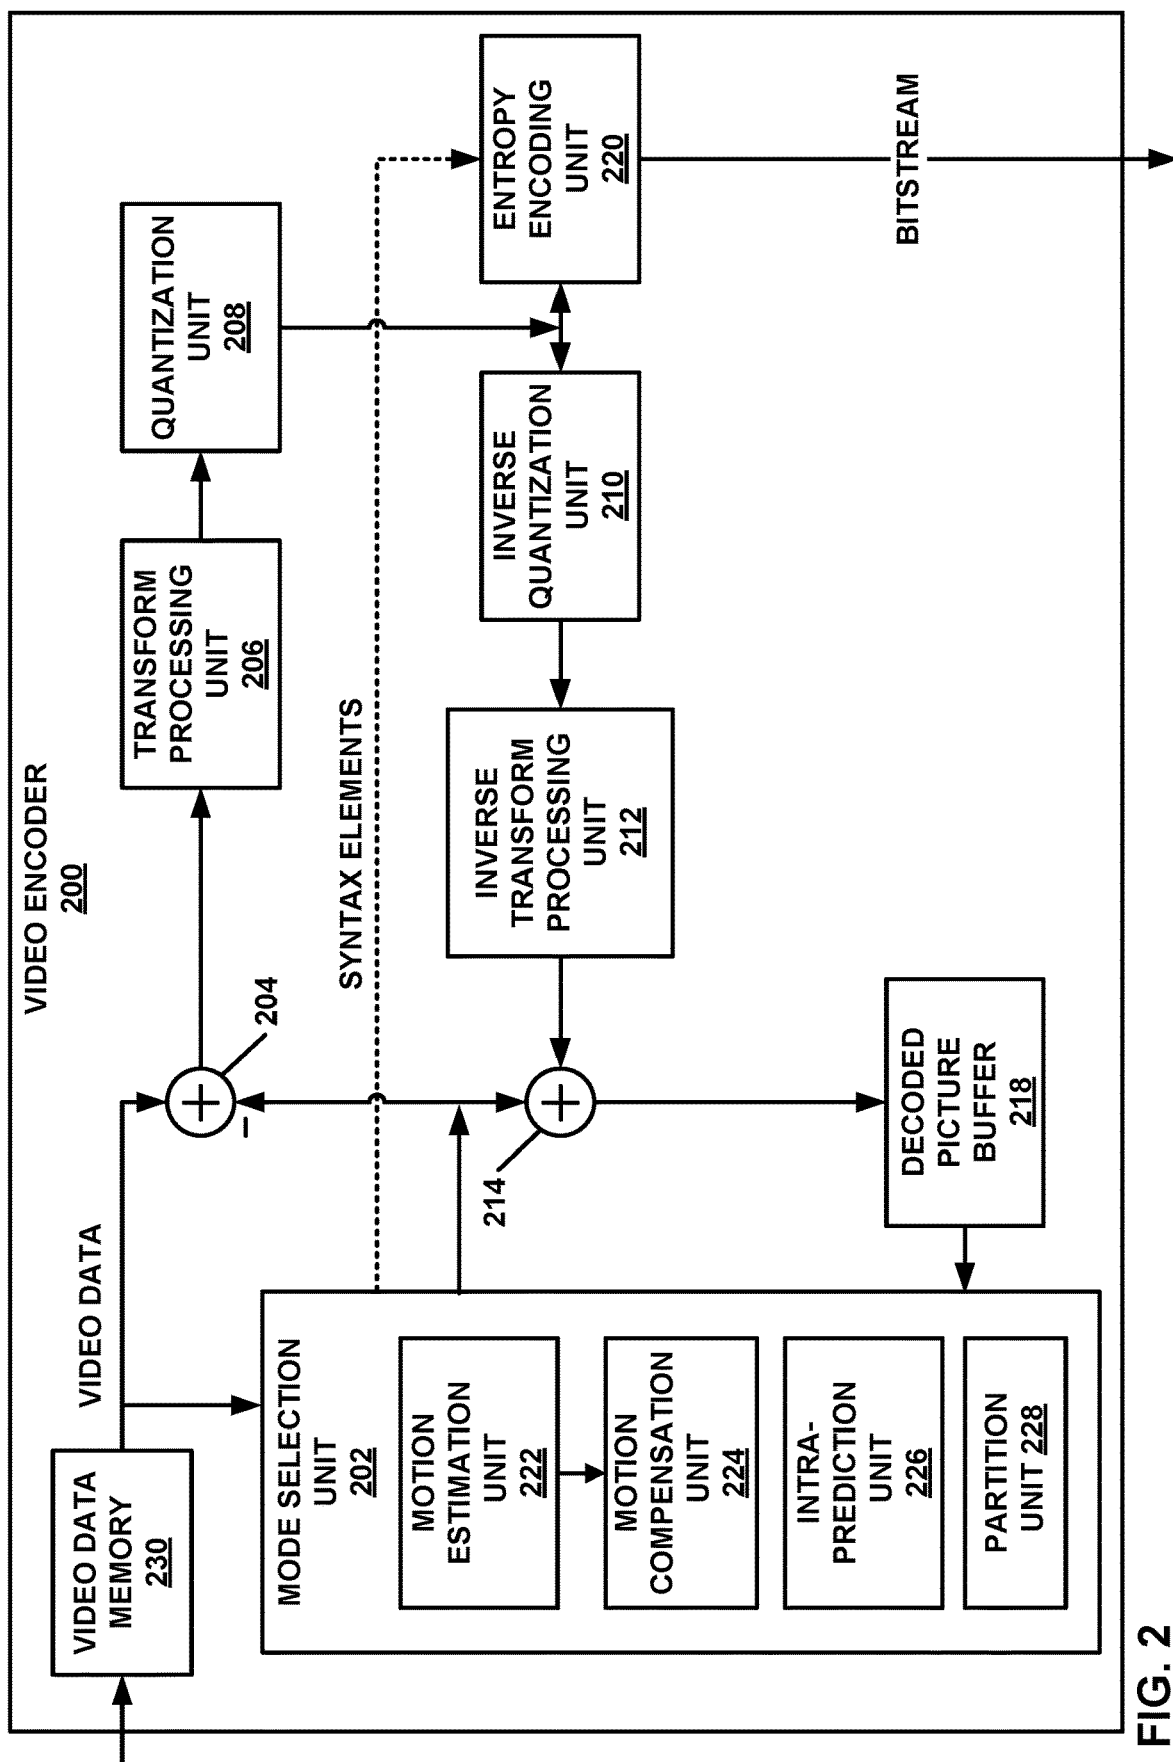 VIDEO ENCODER
200
VIDEO DATA
MEMORY
230
VIDEO DATA
204
–
TRANSFORM
PROCESSING
UNIT
206
QUANTIZATION
UNIT
208
SYNTAX ELEMENTS
MODE SELECTION
UNIT
202
MOTION
ESTIMATION
UNIT
222
MOTION
COMPENSATION
UNIT
224
INTRA-
PREDICTION
UNIT
226
PARTITION
UNIT 228
214
INVERSE
TRANSFORM
PROCESSING
UNIT
212
INVERSE
QUANTIZATION
UNIT
210
ENTROPY
ENCODING
UNIT
220
DECODED
PICTURE
BUFFER
218
BITSTREAM
FIG. 2